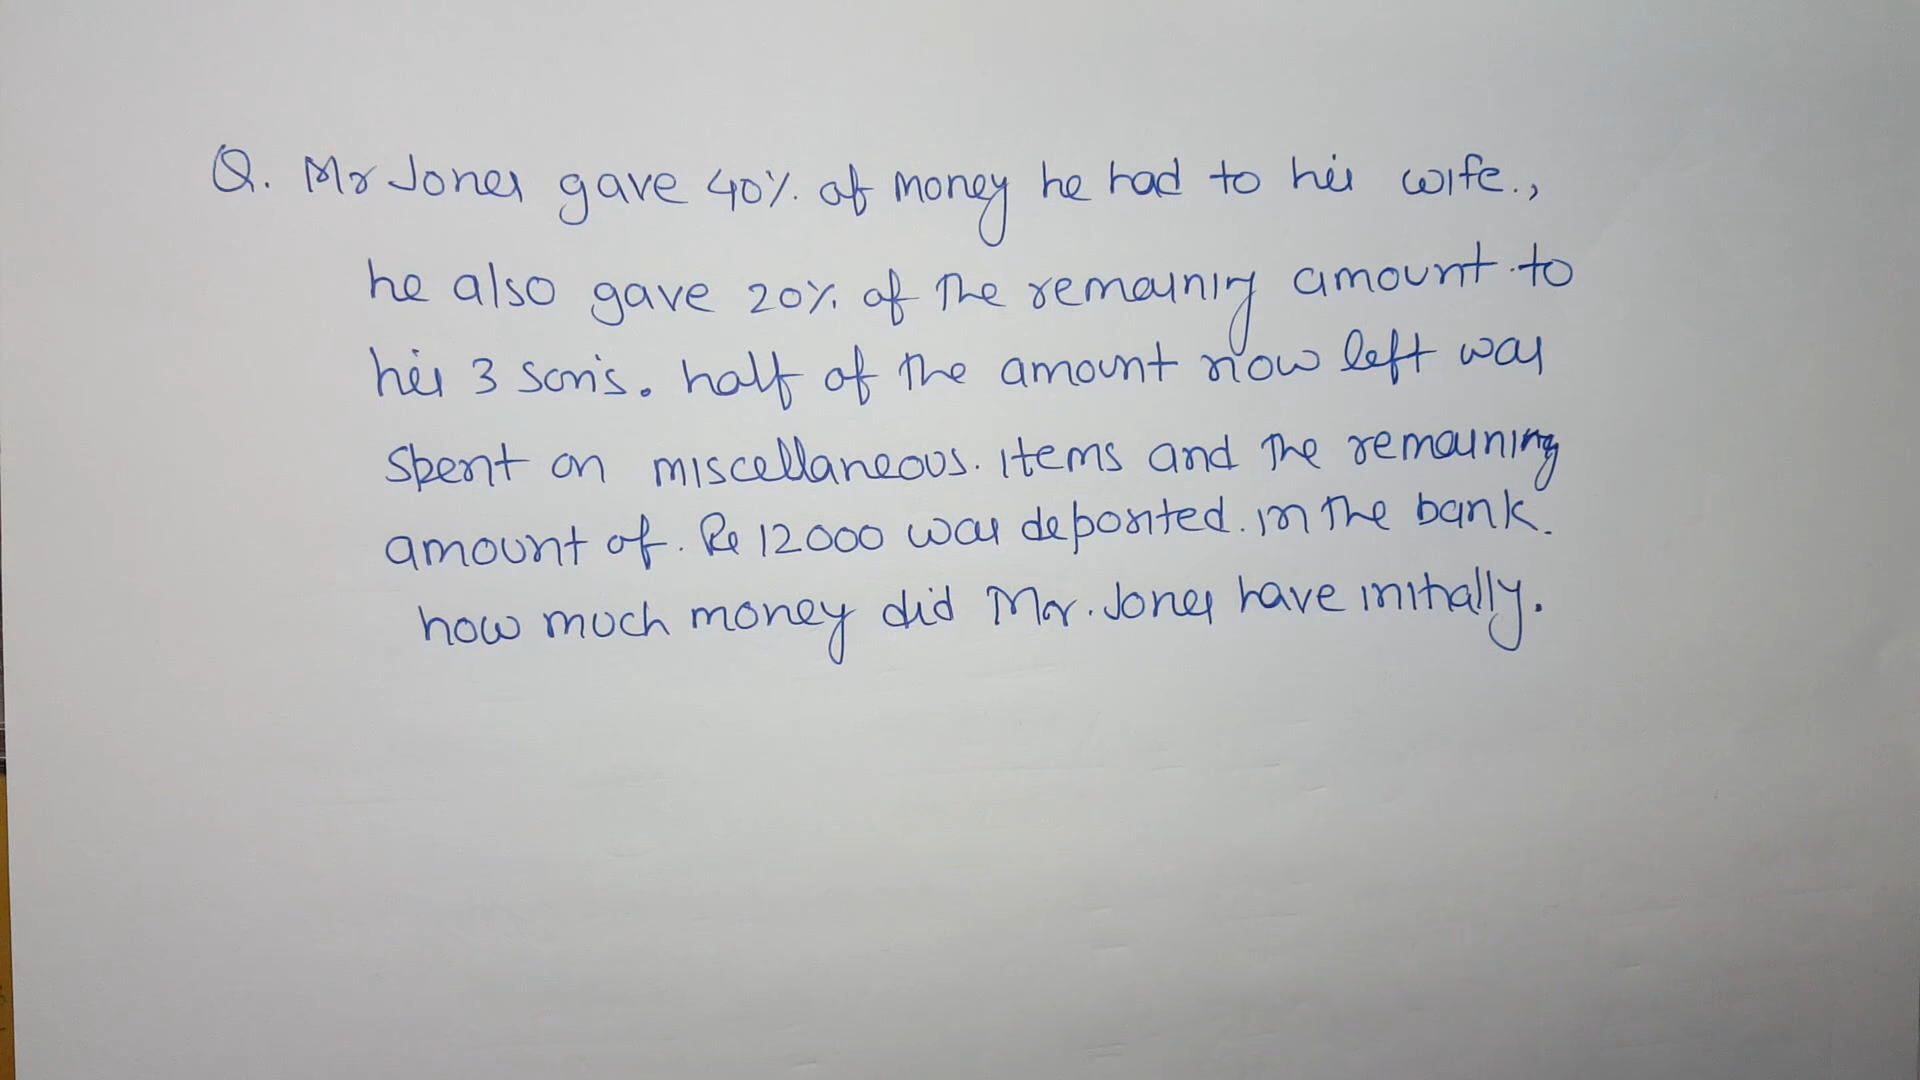 Q. Mr Jones gave 40% of money he had to his wife.,
he also gave 20% of the remaining amount to
his 3 son's. half of the amount now left was
spent on miscellaneous. items and the remaining
amount of. Rs 12000 was deposited. in the bank.
how much money did Mr. Jones have initially.